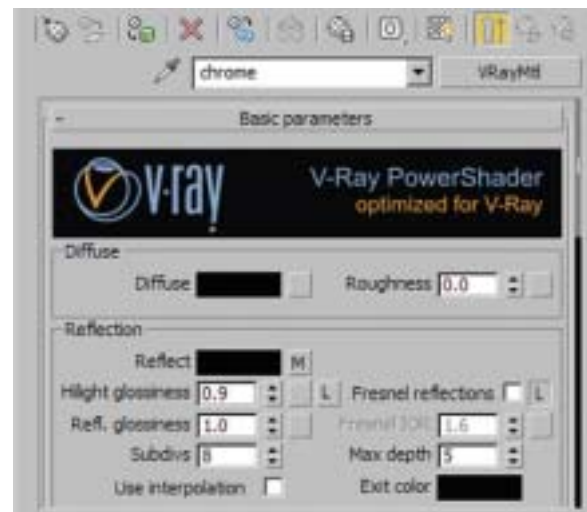 chrome VRayMtl
- Basic parameters
v·ray V-Ray PowerShader
optimized for V-Ray
Diffuse
Diffuse Roughness 0.0
Reflection
Reflect M
Hilight glossiness 0.9 L Fresnel reflections L
Refl. glossiness 1.0 Fresnel IOR 1.6
Subdivs 8 Max depth 5
Use interpolation Exit color